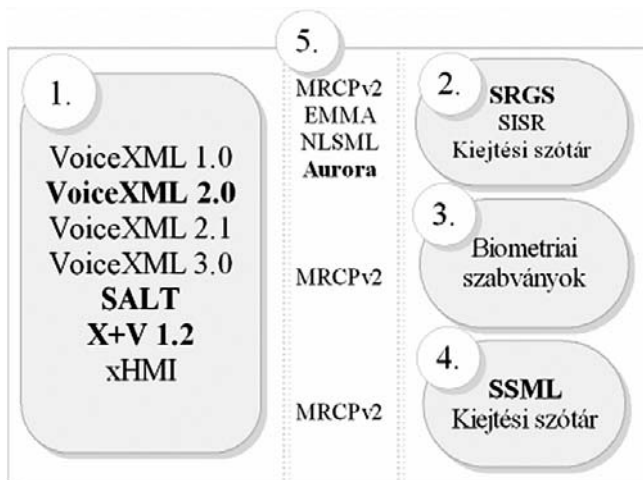 1.
VoiceXML 1.0
VoiceXML 2.0
VoiceXML 2.1
VoiceXML 3.0
SALT
X+V 1.2
xHMI
5.
MRCPv2
EMMA
NLSML
Aurora
MRCPv2
MRCPv2
2.
SRGS
SISR
Kiejtési szótár
3.
Biometriai
szabványok
4.
SSML
Kiejtési szótár